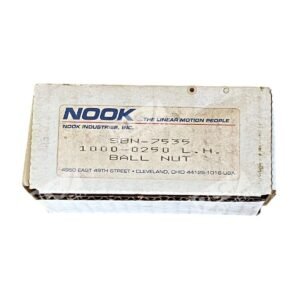 NOOK ...THE LINEAR MOTION PEOPLE
NOOK INDUSTRIES, INC.
SBN-7535
1000-0250 L.H.
BALL NUT
4950 EAST 49TH STREET • CLEVELAND, OHIO 44125-1016 USA